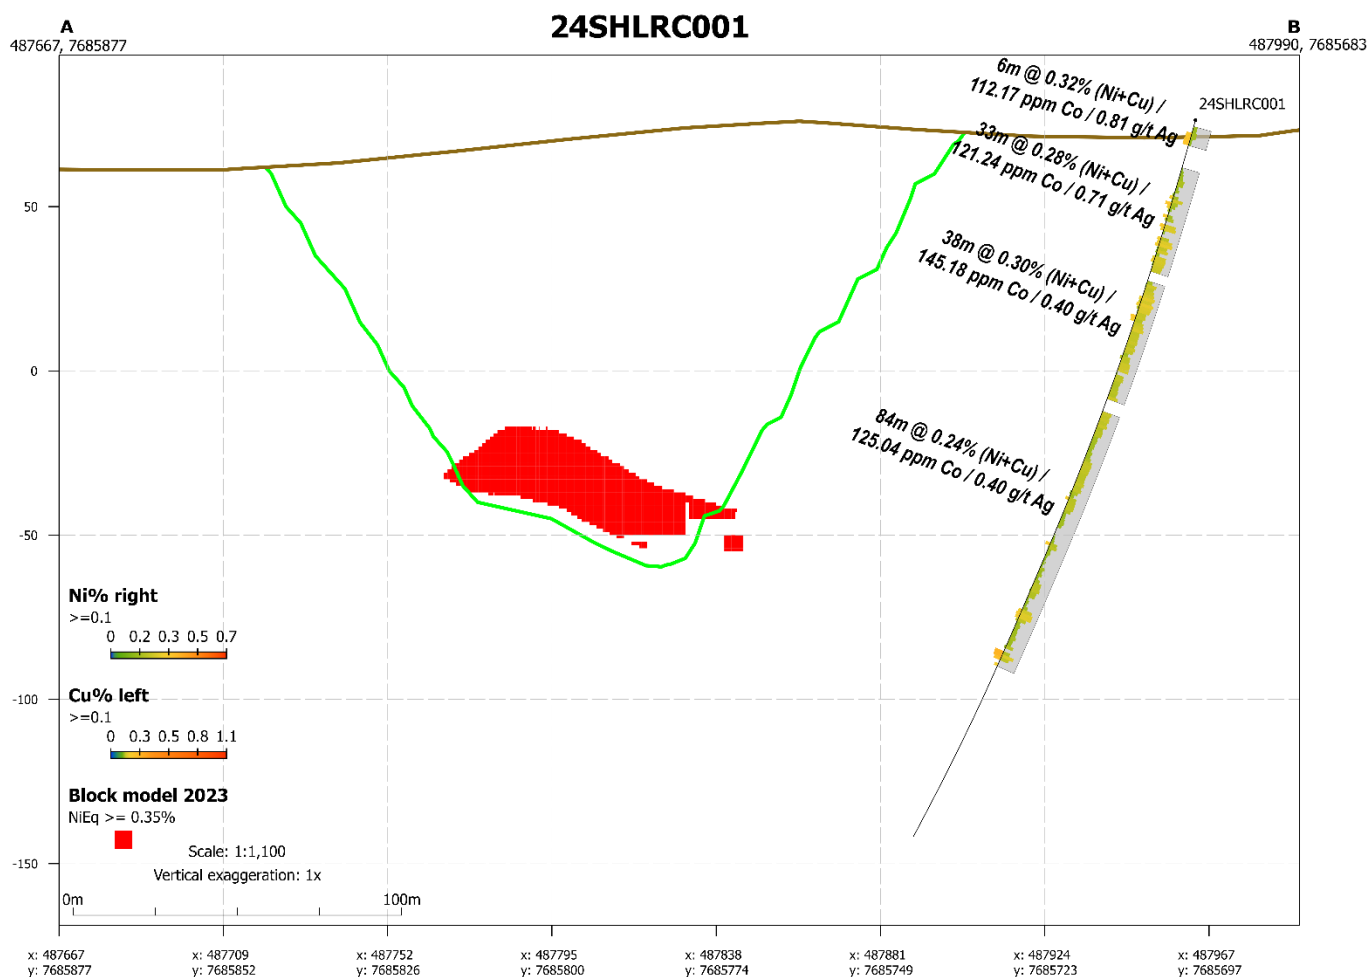 24SHLRC001
A
487667, 7685877
B
487990, 7685683
6m @ 0.32% (Ni+Cu) /
112.17 ppm Co / 0.81 g/t Ag
24SHLRC001
33m @ 0.28% (Ni+Cu) /
121.24 ppm Co / 0.71 g/t Ag
38m @ 0.30% (Ni+Cu) /
145.18 ppm Co / 0.40 g/t Ag
84m @ 0.24% (Ni+Cu) /
125.04 ppm Co / 0.40 g/t Ag
50
0
-50
-100
-150
Ni% right
>=0.1
0 0.2 0.3 0.5 0.7
Cu% left
>=0.1
0 0.3 0.5 0.8 1.1
Block model 2023
NiEq >= 0.35%
Scale: 1:1,100
Vertical exaggeration: 1x
0m 100m
x: 487667 x: 487709 x: 487752 x: 487795 x: 487838 x: 487881 x: 487924 x: 487967
y: 7685877 y: 7685852 y: 7685826 y: 7685800 y: 7685774 y: 7685749 y: 7685723 y: 7685697